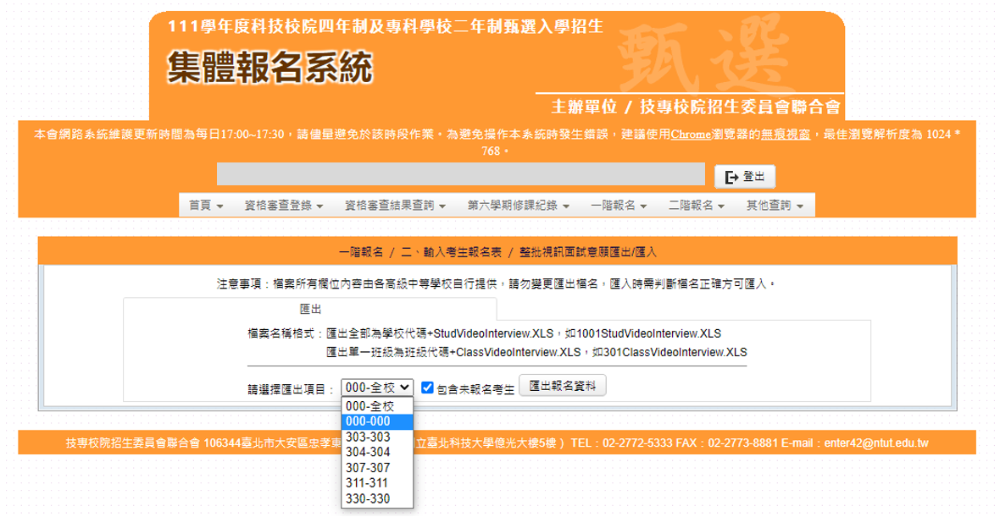 111學年度科技校院四年制及專科學校二年制甄選入學招生
甄選
集體報名系統
主辦單位 / 技專校院招生委員會聯合會
本會網路系統維護更新時間為每日17:00~17:30，請儘量避免於該時段作業。為避免操作本系統時發生錯誤，建議使用Chrome瀏覽器的無痕視窗，最佳瀏覽解析度為 1024 *
768。
登出
首頁 資格審查登錄 資格審查結果查詢 第六學期修課紀錄 一階報名 二階報名 其他查詢
一階報名 / 二、輸入考生報名表 / 整批視訊面試意願匯出/匯入
注意事項：檔案所有欄位內容由各高級中等學校自行提供，請勿變更匯出檔名，匯入時需判斷檔名正確方可匯入。
匯出
檔案名稱格式：匯出全部為學校代碼+StudVideoInterview.XLS，如1001StudVideoInterview.XLS
匯出單一班級為班級代碼+ClassVideoInterview.XLS，如301ClassVideoInterview.XLS
請選擇匯出項目： 000-全校 包含未報名考生 匯出報名資料
000-全校
000-000
303-303
304-304
307-307
311-311
330-330
技專校院招生委員會聯合會 106344臺北市大安區忠孝東 立臺北科技大學億光大樓5樓） TEL：02-2772-5333 FAX：02-2773-8881 E-mail：enter42@ntut.edu.tw